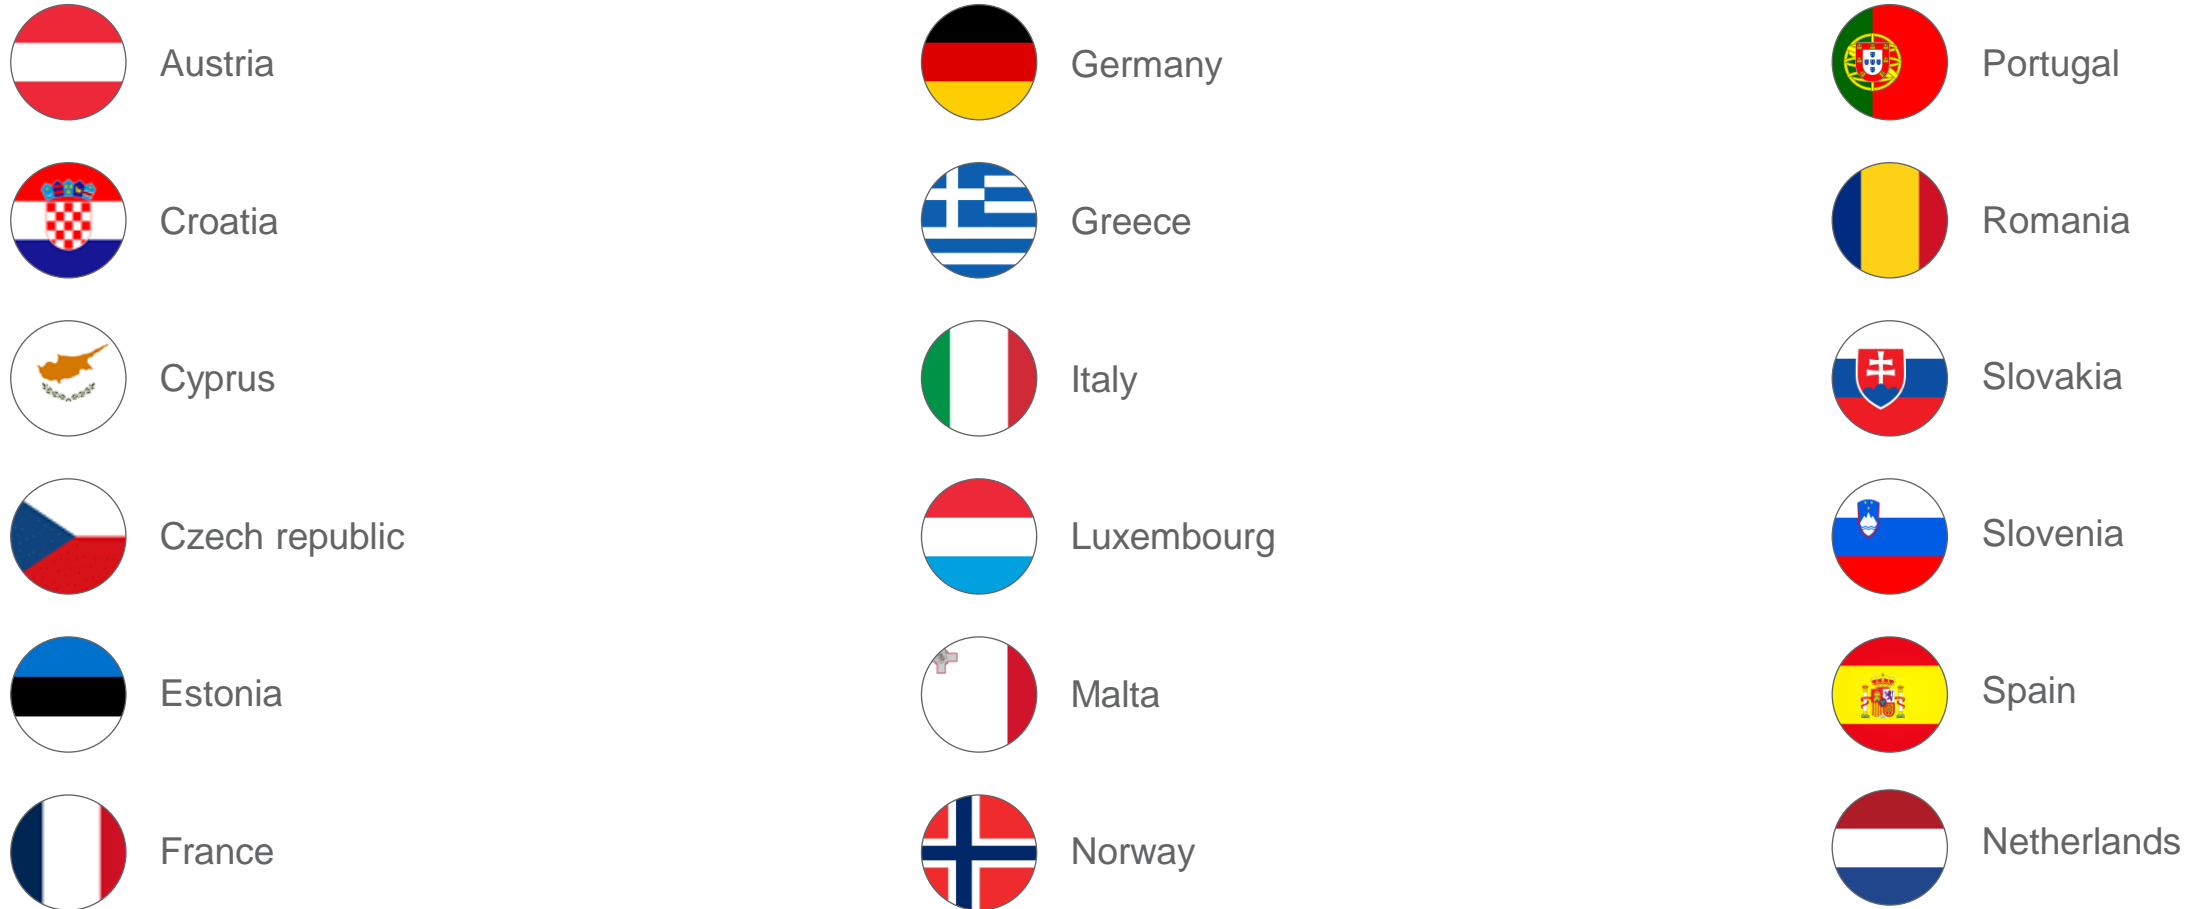 Austria
Croatia
Cyprus
Czech republic
Estonia
France
Germany
Greece
Italy
Luxembourg
Malta
Norway
Portugal
Romania
Slovakia
Slovenia
Spain
Netherlands